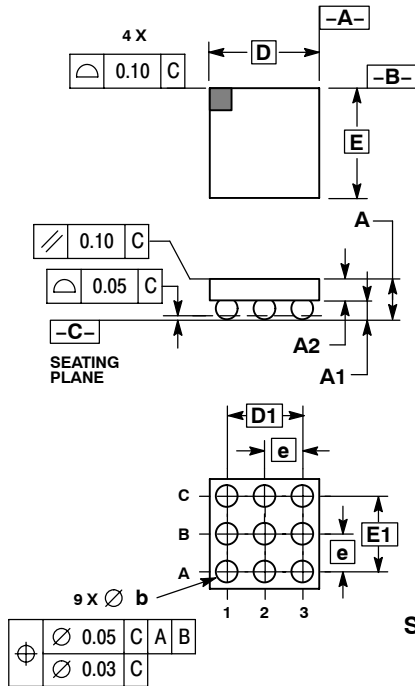 –A–
4 X
D
⌓ 0.10 C
–B–
E
A
⫽ 0.10 C
⌓ 0.05 C
–C–
SEATING
PLANE
A2
A1
D1
e
C
B
A
E1
e
9 X ∅ b
1 2 3
S
⌖ ∅ 0.05 C A B
∅ 0.03 C